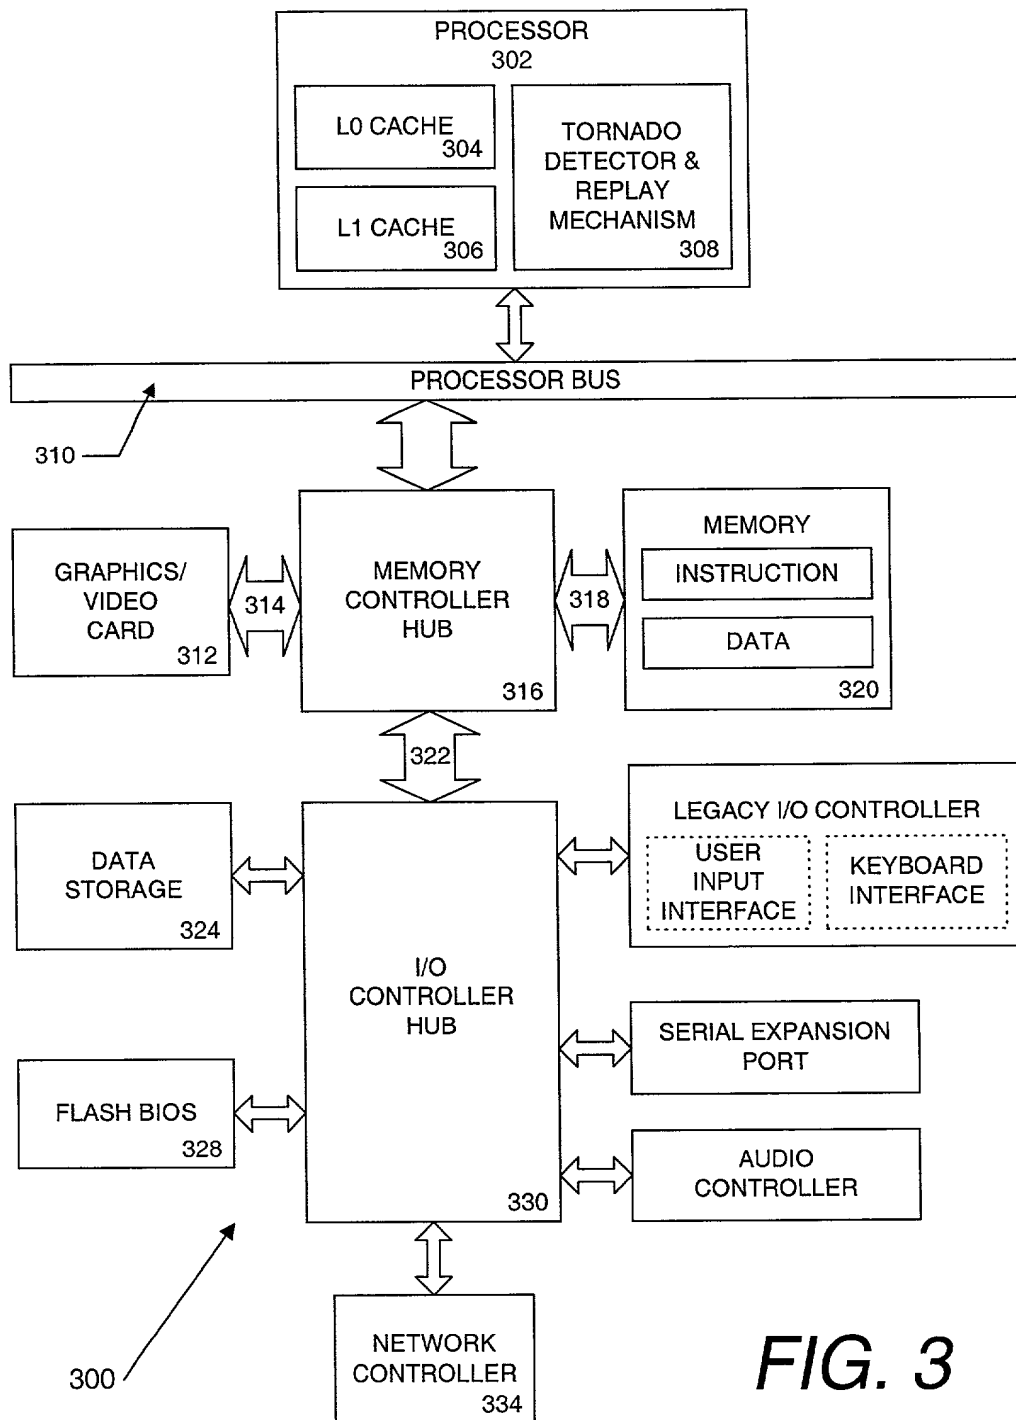 PROCESSOR
302
L0 CACHE
304
L1 CACHE
306
TORNADO
DETECTOR &
REPLAY
MECHANISM
308
PROCESSOR BUS
310
GRAPHICS/
VIDEO
CARD
312
314
MEMORY
CONTROLLER
HUB
316
318
MEMORY
INSTRUCTION
DATA
320
322
DATA
STORAGE
324
LEGACY I/O CONTROLLER
USER
INPUT
INTERFACE
KEYBOARD
INTERFACE
I/O
CONTROLLER
HUB
330
SERIAL EXPANSION
PORT
FLASH BIOS
328
AUDIO
CONTROLLER
NETWORK
CONTROLLER
334
300
FIG. 3